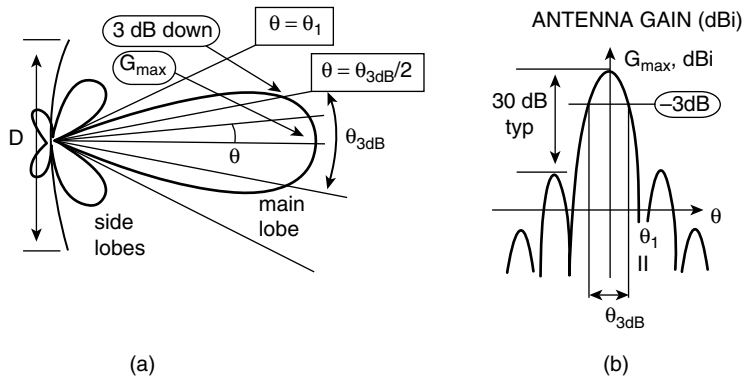 3 dB down
θ = θ1
Gmax
θ = θ3dB/2
D
θ
θ3dB
side
lobes
main
lobe
(a)
ANTENNA GAIN (dBi)
Gmax, dBi
30 dB
typ
–3dB
θ
θ1
II
θ3dB
(b)